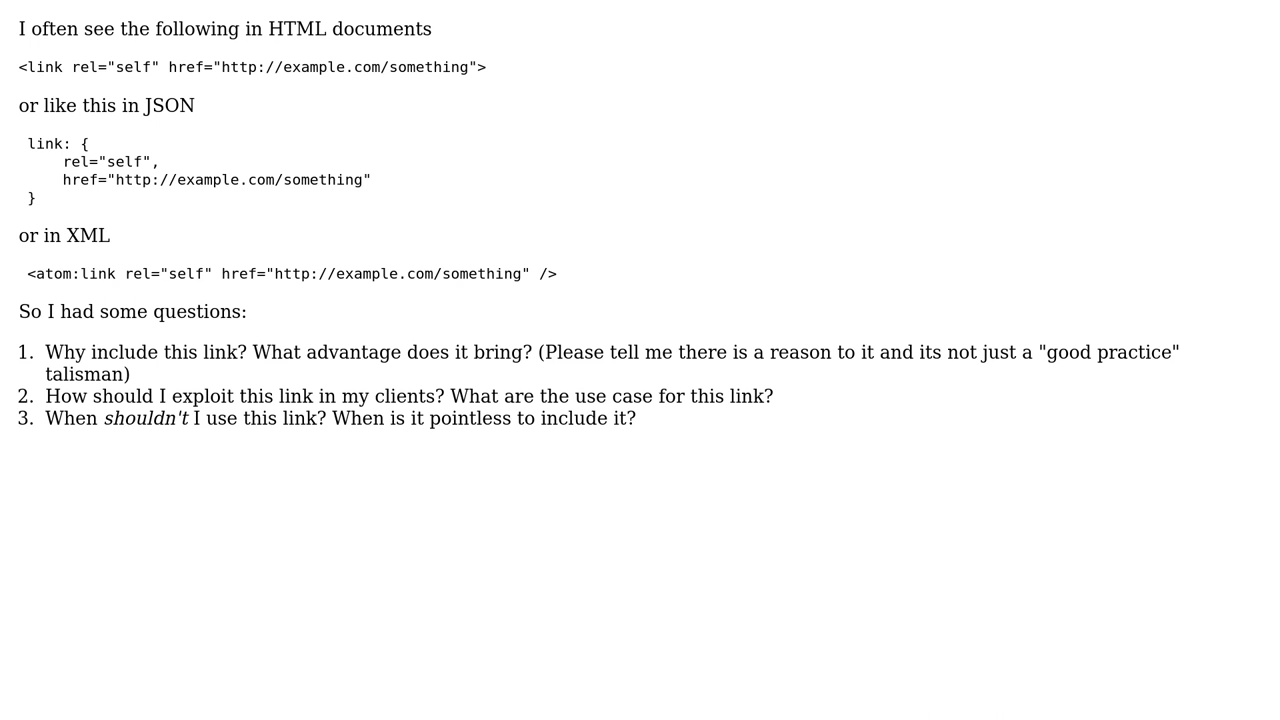 I often see the following in HTML documents
<link rel="self" href="http://example.com/something">
or like this in JSON
link: {
rel="self",
href="http://example.com/something"
}
or in XML
<atom:link rel="self" href="http://example.com/something" />
So I had some questions:
1. Why include this link? What advantage does it bring? (Please tell me there is a reason to it and its not just a "good practice"
talisman)
2. How should I exploit this link in my clients? What are the use case for this link?
3. When shouldn't I use this link? When is it pointless to include it?